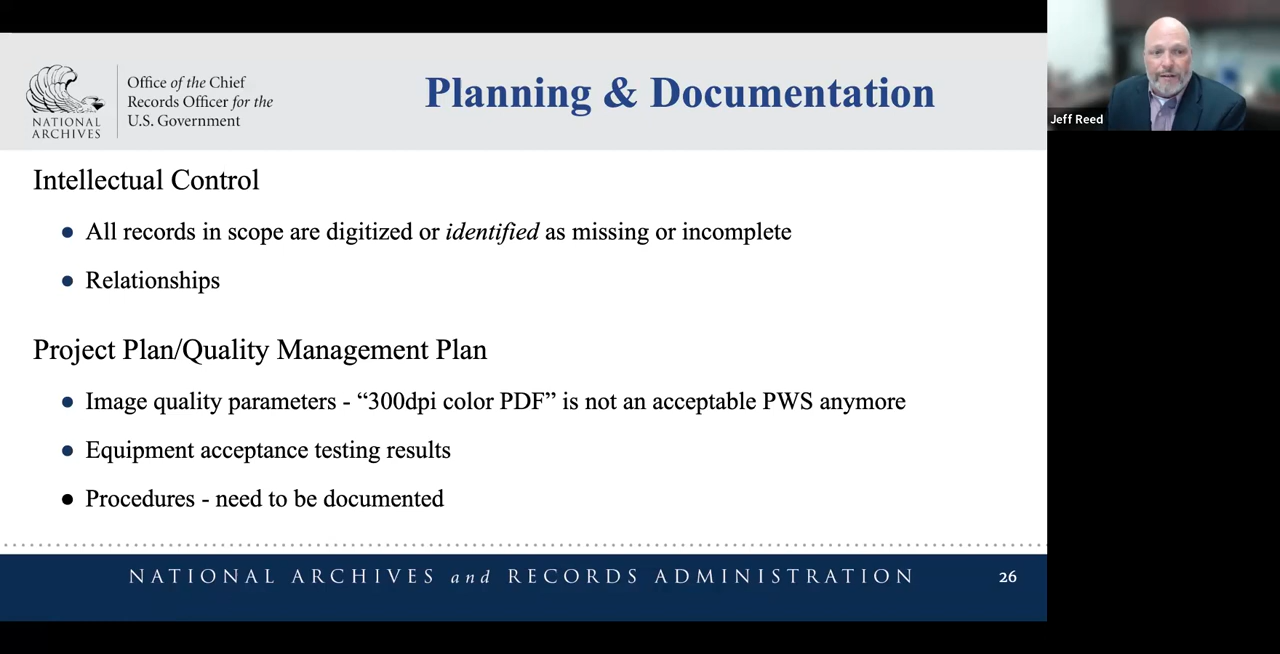 Office of the Chief
Records Officer for the
U.S. Government
NATIONAL
ARCHIVES
Planning & Documentation
Jeff Reed
Intellectual Control
● All records in scope are digitized or identified as missing or incomplete
● Relationships
Project Plan/Quality Management Plan
● Image quality parameters - “300dpi color PDF” is not an acceptable PWS anymore
● Equipment acceptance testing results
● Procedures - need to be documented
NATIONAL ARCHIVES and RECORDS ADMINISTRATION
26